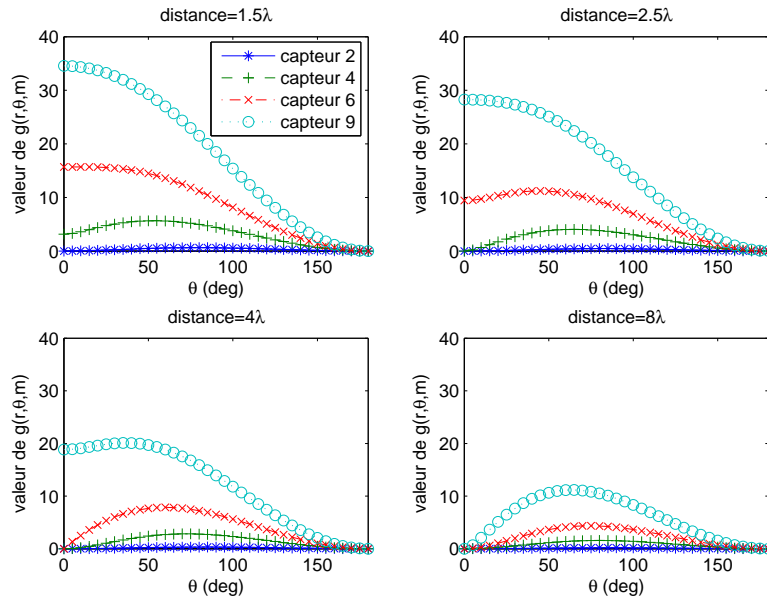 distance=1.5λ
valeur de g(r,θ,m)
40
30
20
10
0
0
50
100
150
θ (deg)
capteur 2
capteur 4
capteur 6
capteur 9
distance=2.5λ
valeur de g(r,θ,m)
40
30
20
10
0
0
50
100
150
θ (deg)
distance=4λ
valeur de g(r,θ,m)
40
30
20
10
0
0
50
100
150
θ (deg)
distance=8λ
valeur de g(r,θ,m)
40
30
20
10
0
0
50
100
150
θ (deg)